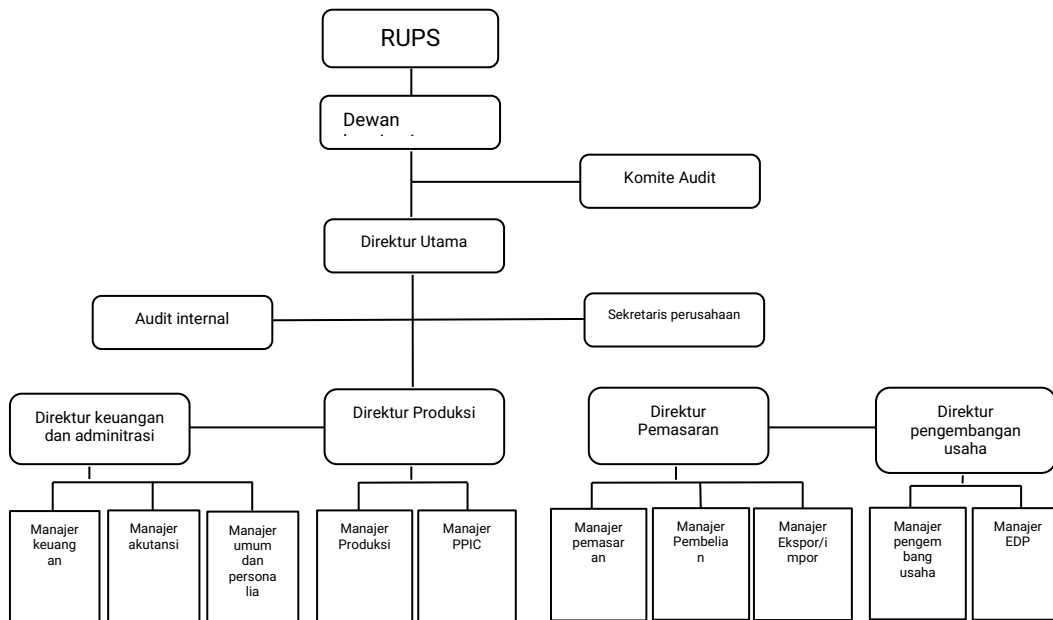 RUPS
Dewan
Komite Audit
Direktur Utama
Audit internal
Sekretaris perusahaan
Direktur keuangan
dan adminitrasi
Direktur Produksi
Direktur
Pemasaran
Direktur
pengembangan
usaha
Manajer
keuang
an
Manajer
akutansi
Manajer
umum
dan
persona
lia
Manajer
Produksi
Manajer
PPIC
Manajer
pemasar
an
Manajer
Pembelia
n
Manajer
Ekspor/i
mpor
Manajer
pengem
bang
usaha
Manajer
EDP